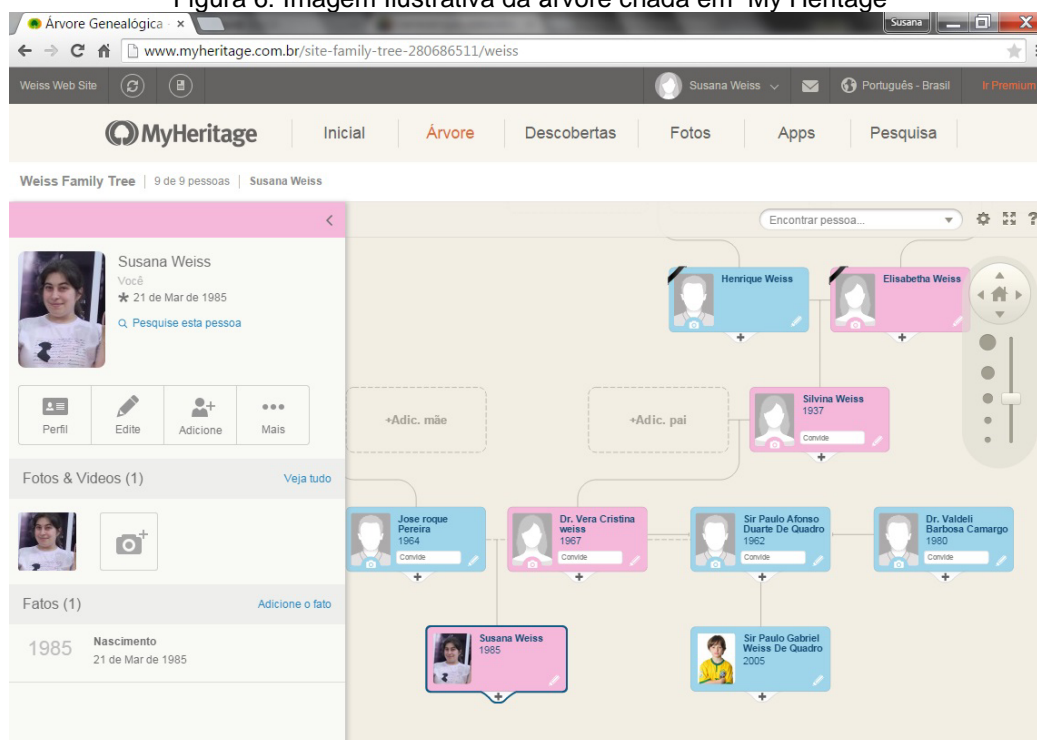 Figura 6: Imagem ilustrativa da árvore criada em "My Heritage"
Árvore Genealógica - ×
Susana
www.myheritage.com.br/site-family-tree-280686511/weiss
Weiss Web Site
Susana Weiss
Português - Brasil
Ir Premium
MyHeritage
Inicial
Árvore
Descobertas
Fotos
Apps
Pesquisa
Weiss Family Tree | 9 de 9 pessoas | Susana Weiss
Encontrar pessoa...
Susana Weiss
Você
* 21 de Mar de 1985
Pesquise esta pessoa
Perfil
Edite
Adicione
Mais
Fotos & Videos (1)
Veja tudo
Fatos (1)
Adicione o fato
1985
Nascimento
21 de Mar de 1985
Henrique Weiss
Elisabetha Weiss
+Adic. mãe
+Adic. pai
Silvina Weiss
1937
Convide
Jose roque
Pereira
1964
Convide
Dr. Vera Cristina
weiss
1967
Convide
Sir Paulo Afonso
Duarte De Quadro
1962
Convide
Dr. Valdeli
Barbosa Camargo
1980
Convide
Susana Weiss
1985
Sir Paulo Gabriel
Weiss De Quadro
2005